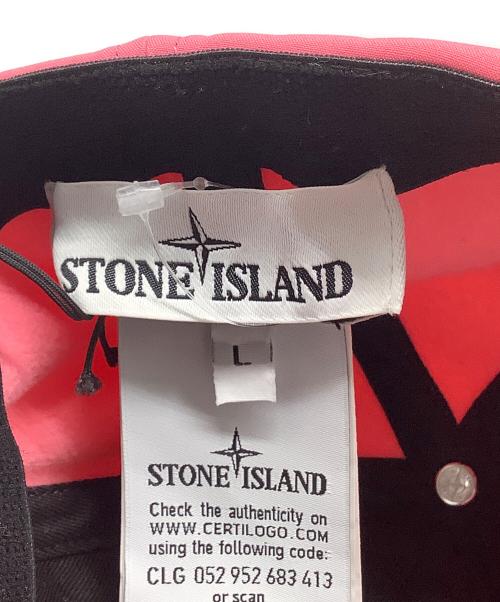 STONE ISLAND
L
STONE ISLAND
Check the authenticity on
WWW.CERTILOGO.COM
using the following code:
CLG 052 952 683 413
or scan